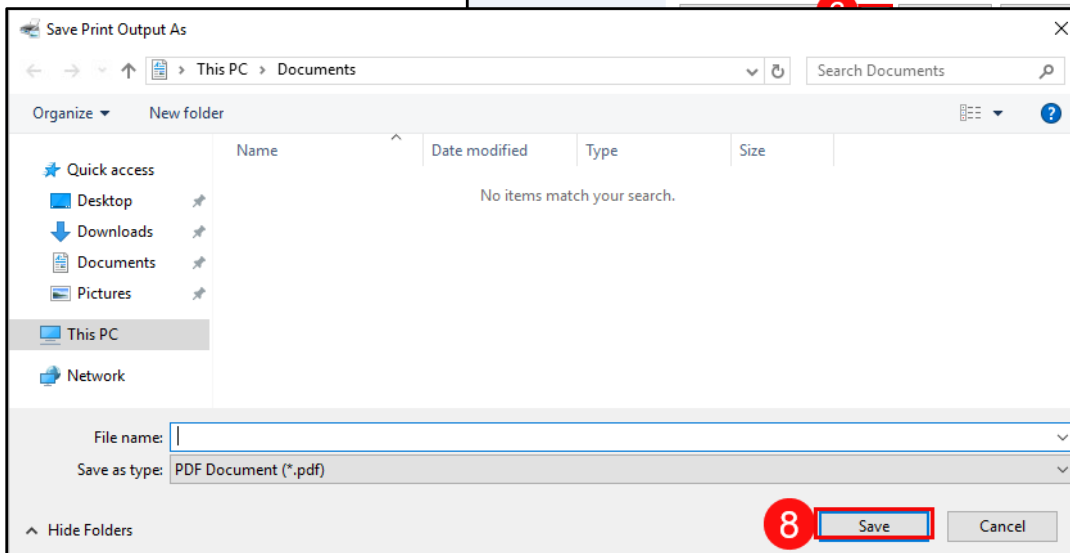 Save Print Output As
This PC > Documents
Search Documents
Organize
New folder
Name
Date modified
Type
Size
No items match your search.
Quick access
Desktop
Downloads
Documents
Pictures
This PC
Network
File name:
Save as type: PDF Document (*.pdf)
Hide Folders
8
Save
Cancel